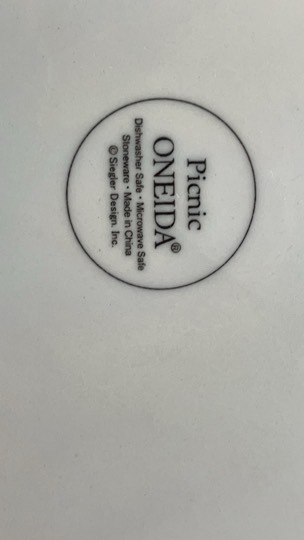 Picnic
ONEIDA®
Dishwasher Safe • Microwave Safe
Stoneware • Made in China
© Siegler Design. Inc.